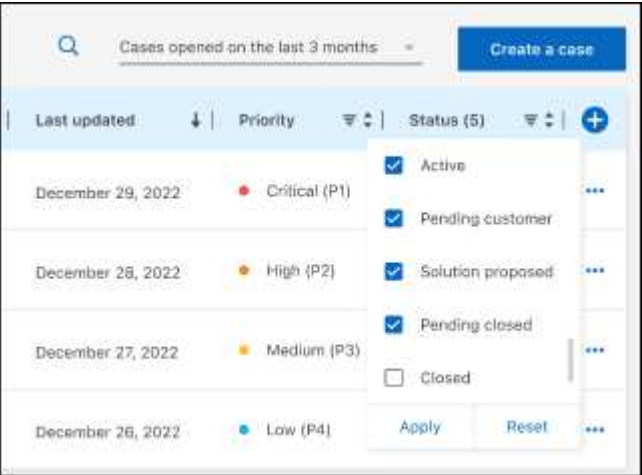 Cases opened on the last 3 months
Create a case
Last updated Priority Status (5)
Active
December 29, 2022 Critical (P1)
Pending customer
December 28, 2022 High (P2) Solution proposed
Pending closed
December 27, 2022 Medium (P3)
Closed
December 26, 2022 Low (P4) Apply Reset